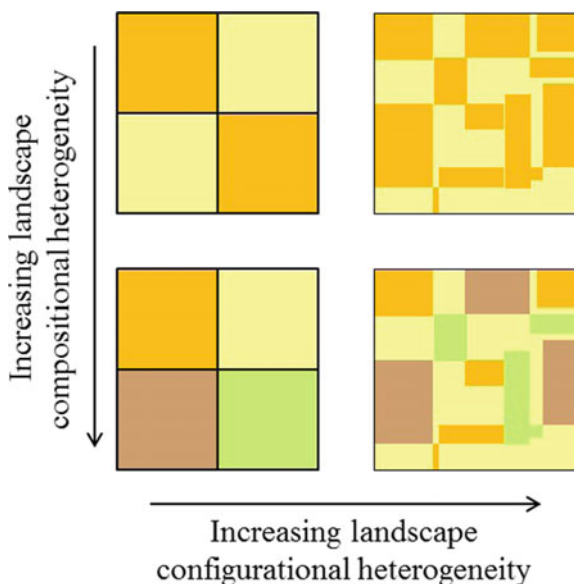 Increasing landscape
compositional heterogeneity
Increasing landscape
configurational heterogeneity